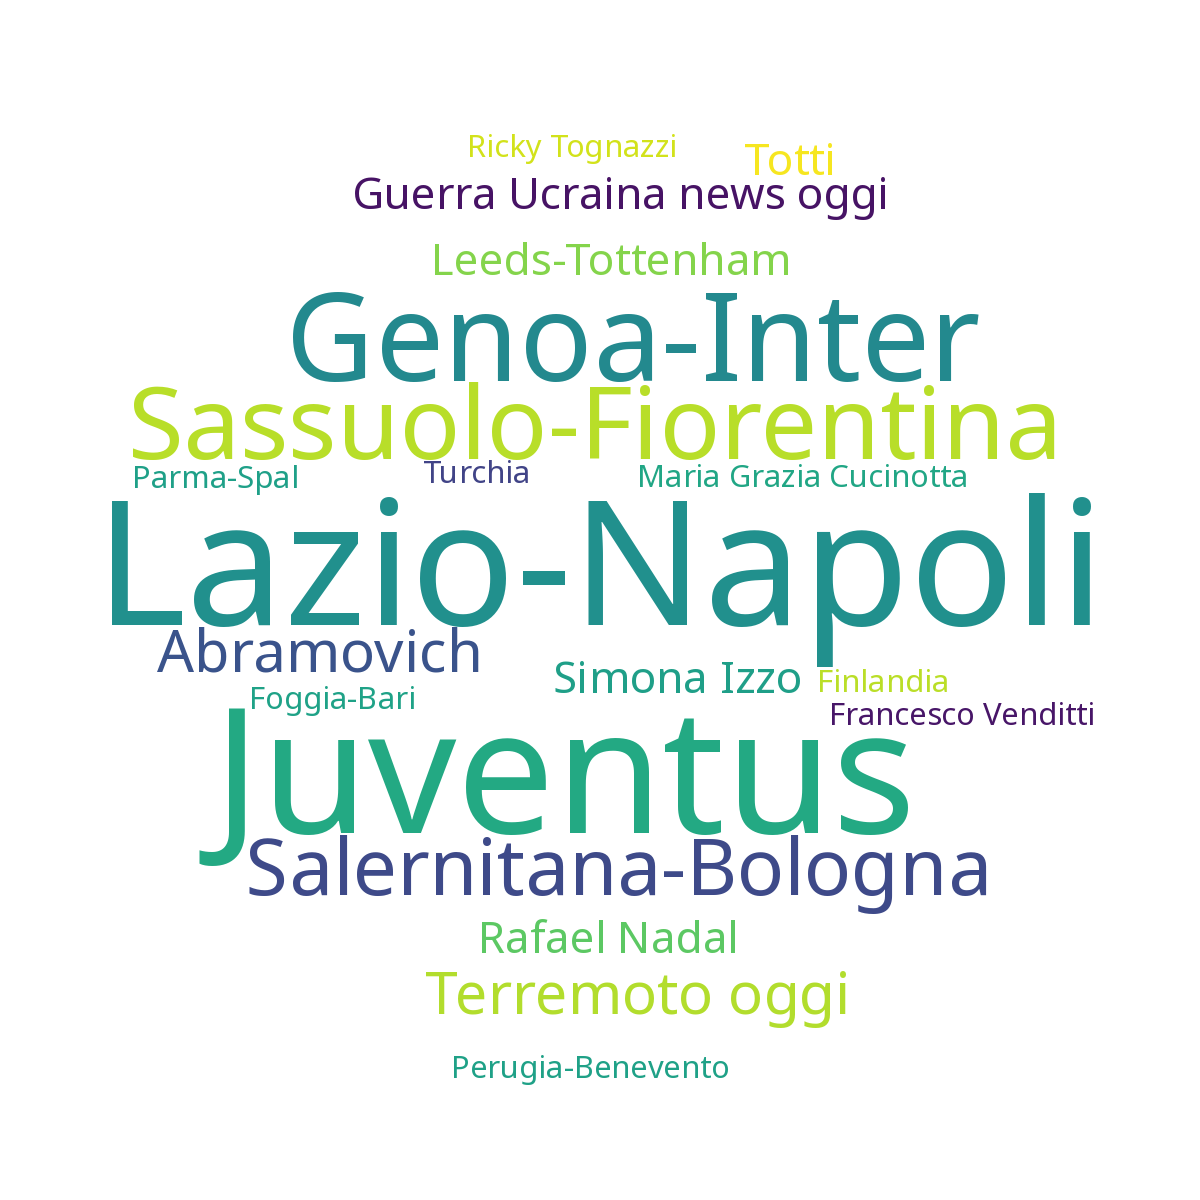 Ricky Tognazzi
Totti
Guerra Ucraina news oggi
Leeds-Tottenham
Genoa-Inter
Sassuolo-Fiorentina
Parma-Spal
Turchia
Maria Grazia Cucinotta
Lazio-Napoli
Abramovich
Simona Izzo
Finlandia
Foggia-Bari
Francesco Venditti
Juventus
Salernitana-Bologna
Rafael Nadal
Terremoto oggi
Perugia-Benevento